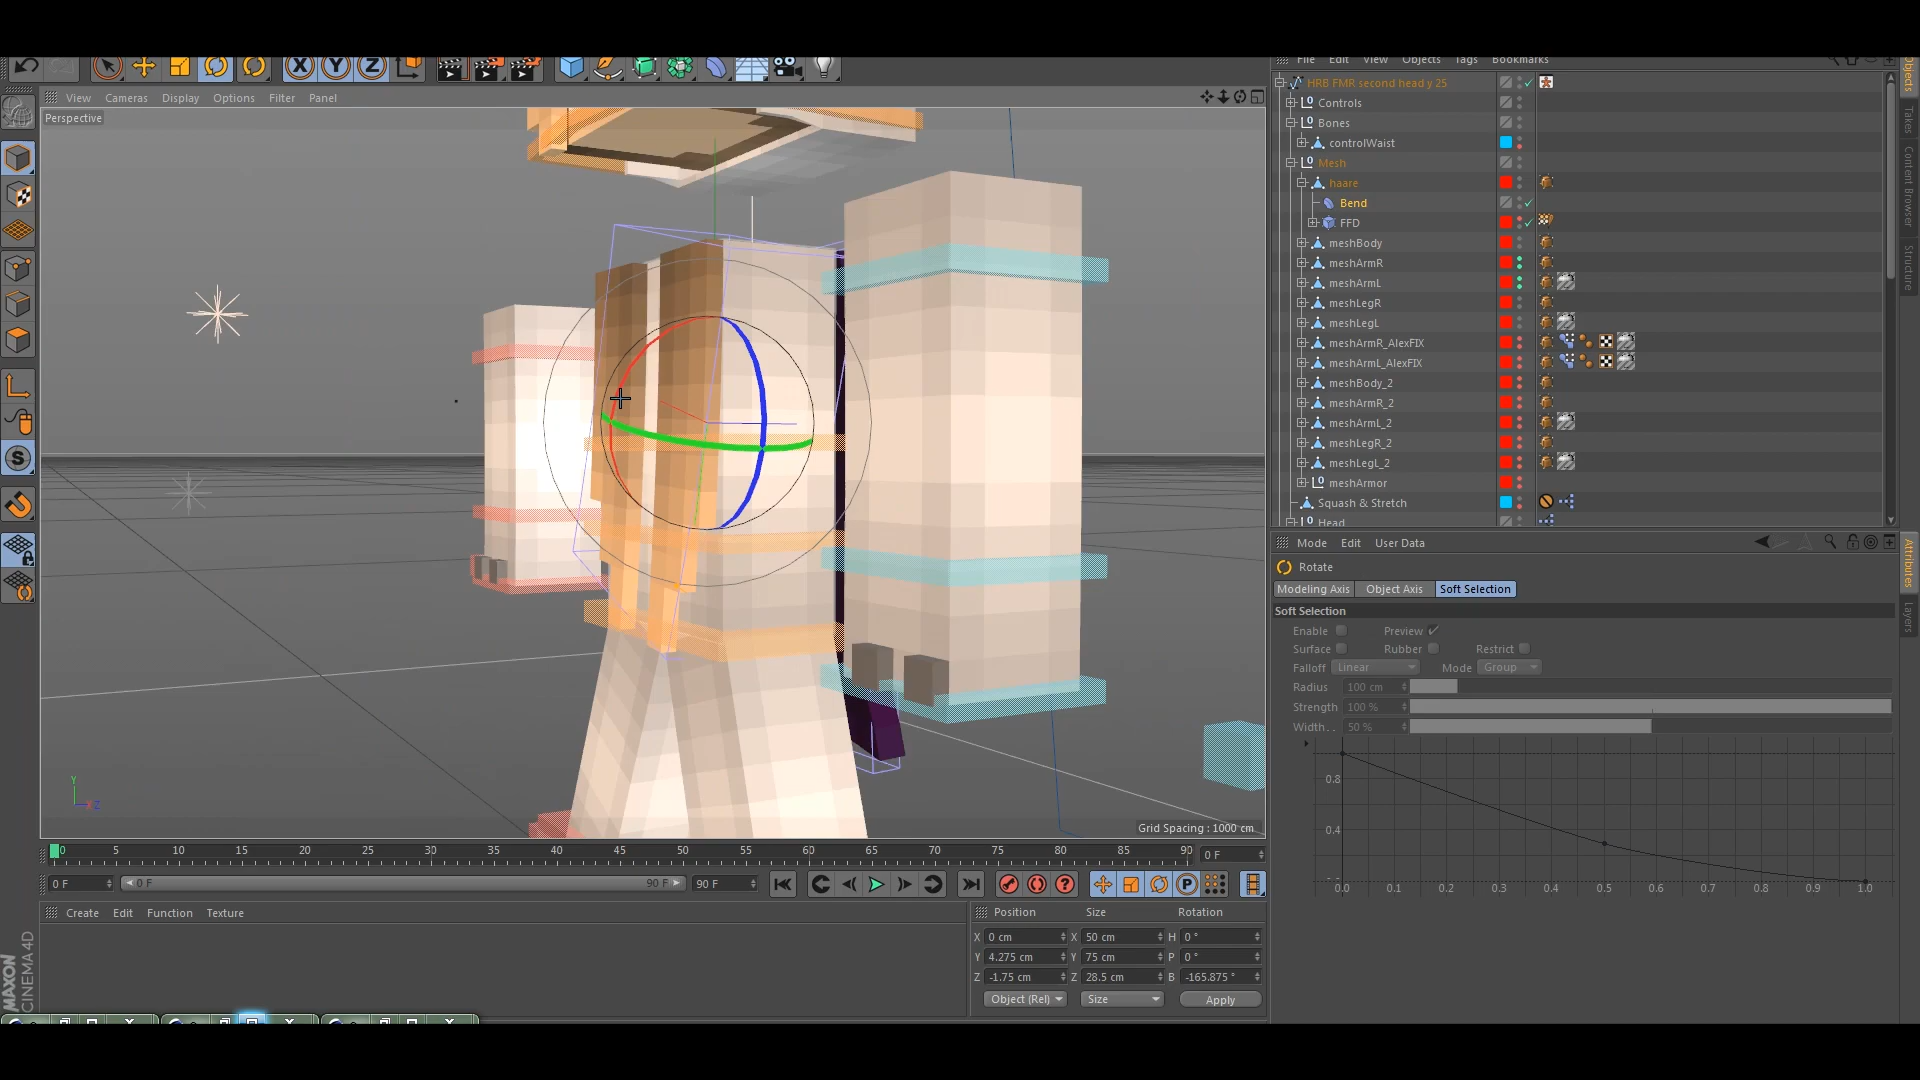 File Edit View Objects Tags Bookmarks
X Y Z
View Cameras Display Options Filter Panel
Perspective
HRB FMR second head y 25
Controls
Bones
controlWaist
Mesh
haare
Bend
FFD
meshBody
meshArmR
meshArmL
meshLegR
meshLegL
meshArmR_AlexFIX
meshArmL_AlexFIX
meshBody_2
meshArmR_2
meshArmL_2
meshLegR_2
meshLegL_2
meshArmor
Squash & Stretch
Head
Objects
Takes
Content Browser
Structure
Mode Edit User Data
Rotate
Modeling Axis Object Axis Soft Selection
Soft Selection
Enable Preview
Surface Rubber Restrict
Falloff Linear Mode Group
Radius 100 cm
Strength 100 %
Width.. 50 %
0.8
0.4
0.0 0.1 0.2 0.3 0.4 0.5 0.6 0.7 0.8 0.9 1.0
Attributes
Layers
Y
Grid Spacing : 1000 cm
0 5 10 15 20 25 30 35 40 45 50 55 60 65 70 75 80 85 90 0 F
0 F 0 F 90 F 90 F
Create Edit Function Texture
Position Size Rotation
X 0 cm X 50 cm H 0 °
Y 4.275 cm Y 75 cm P 0 °
Z -1.75 cm Z 28.5 cm B -165.875 °
Object (Rel) Size Apply
MAXON
CINEMA 4D